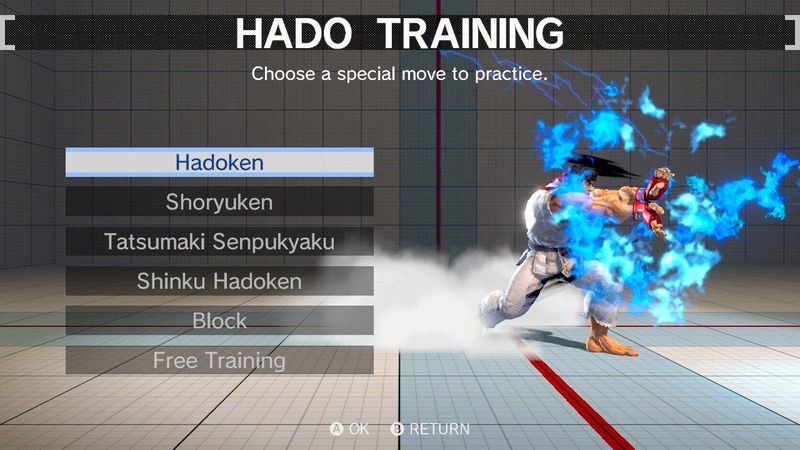 HADO TRAINING
Choose a special move to practice.
Hadoken
Shoryuken
Tatsumaki Senpukyaku
Shinku Hadoken
Block
Free Training
A OK B RETURN